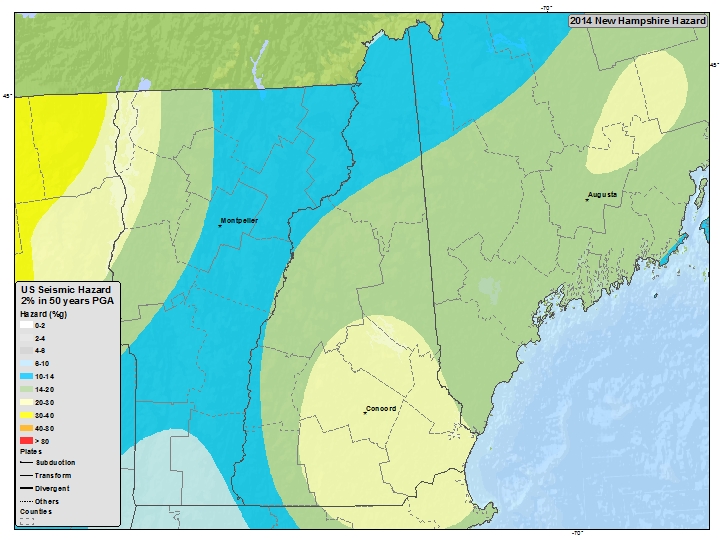 -70°
2014 New Hampshire Hazard
45°
45°
Augusta
Montpelier
US Seismic Hazard
2% in 50 years PGA
Hazard (%g)
0-2
2-4
4-6
6-10
10-14
14-20
20-30
30-40
40-80
> 80
Plates
Subduction
Transform
Divergent
Others
Counties
Concord
-70°